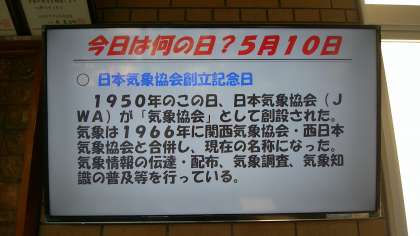 今日は何の日?5月10日
○ 日本気象協会創立記念日
1950年のこの日、日本気象協会(J
WA)が「気象協会」として創設された。
気象は1966年に関西気象協会・西日本
気象協会と合併し、現在の名称になった。
気象情報の伝達・配布、気象調査、気象知
識の普及等を行っている。